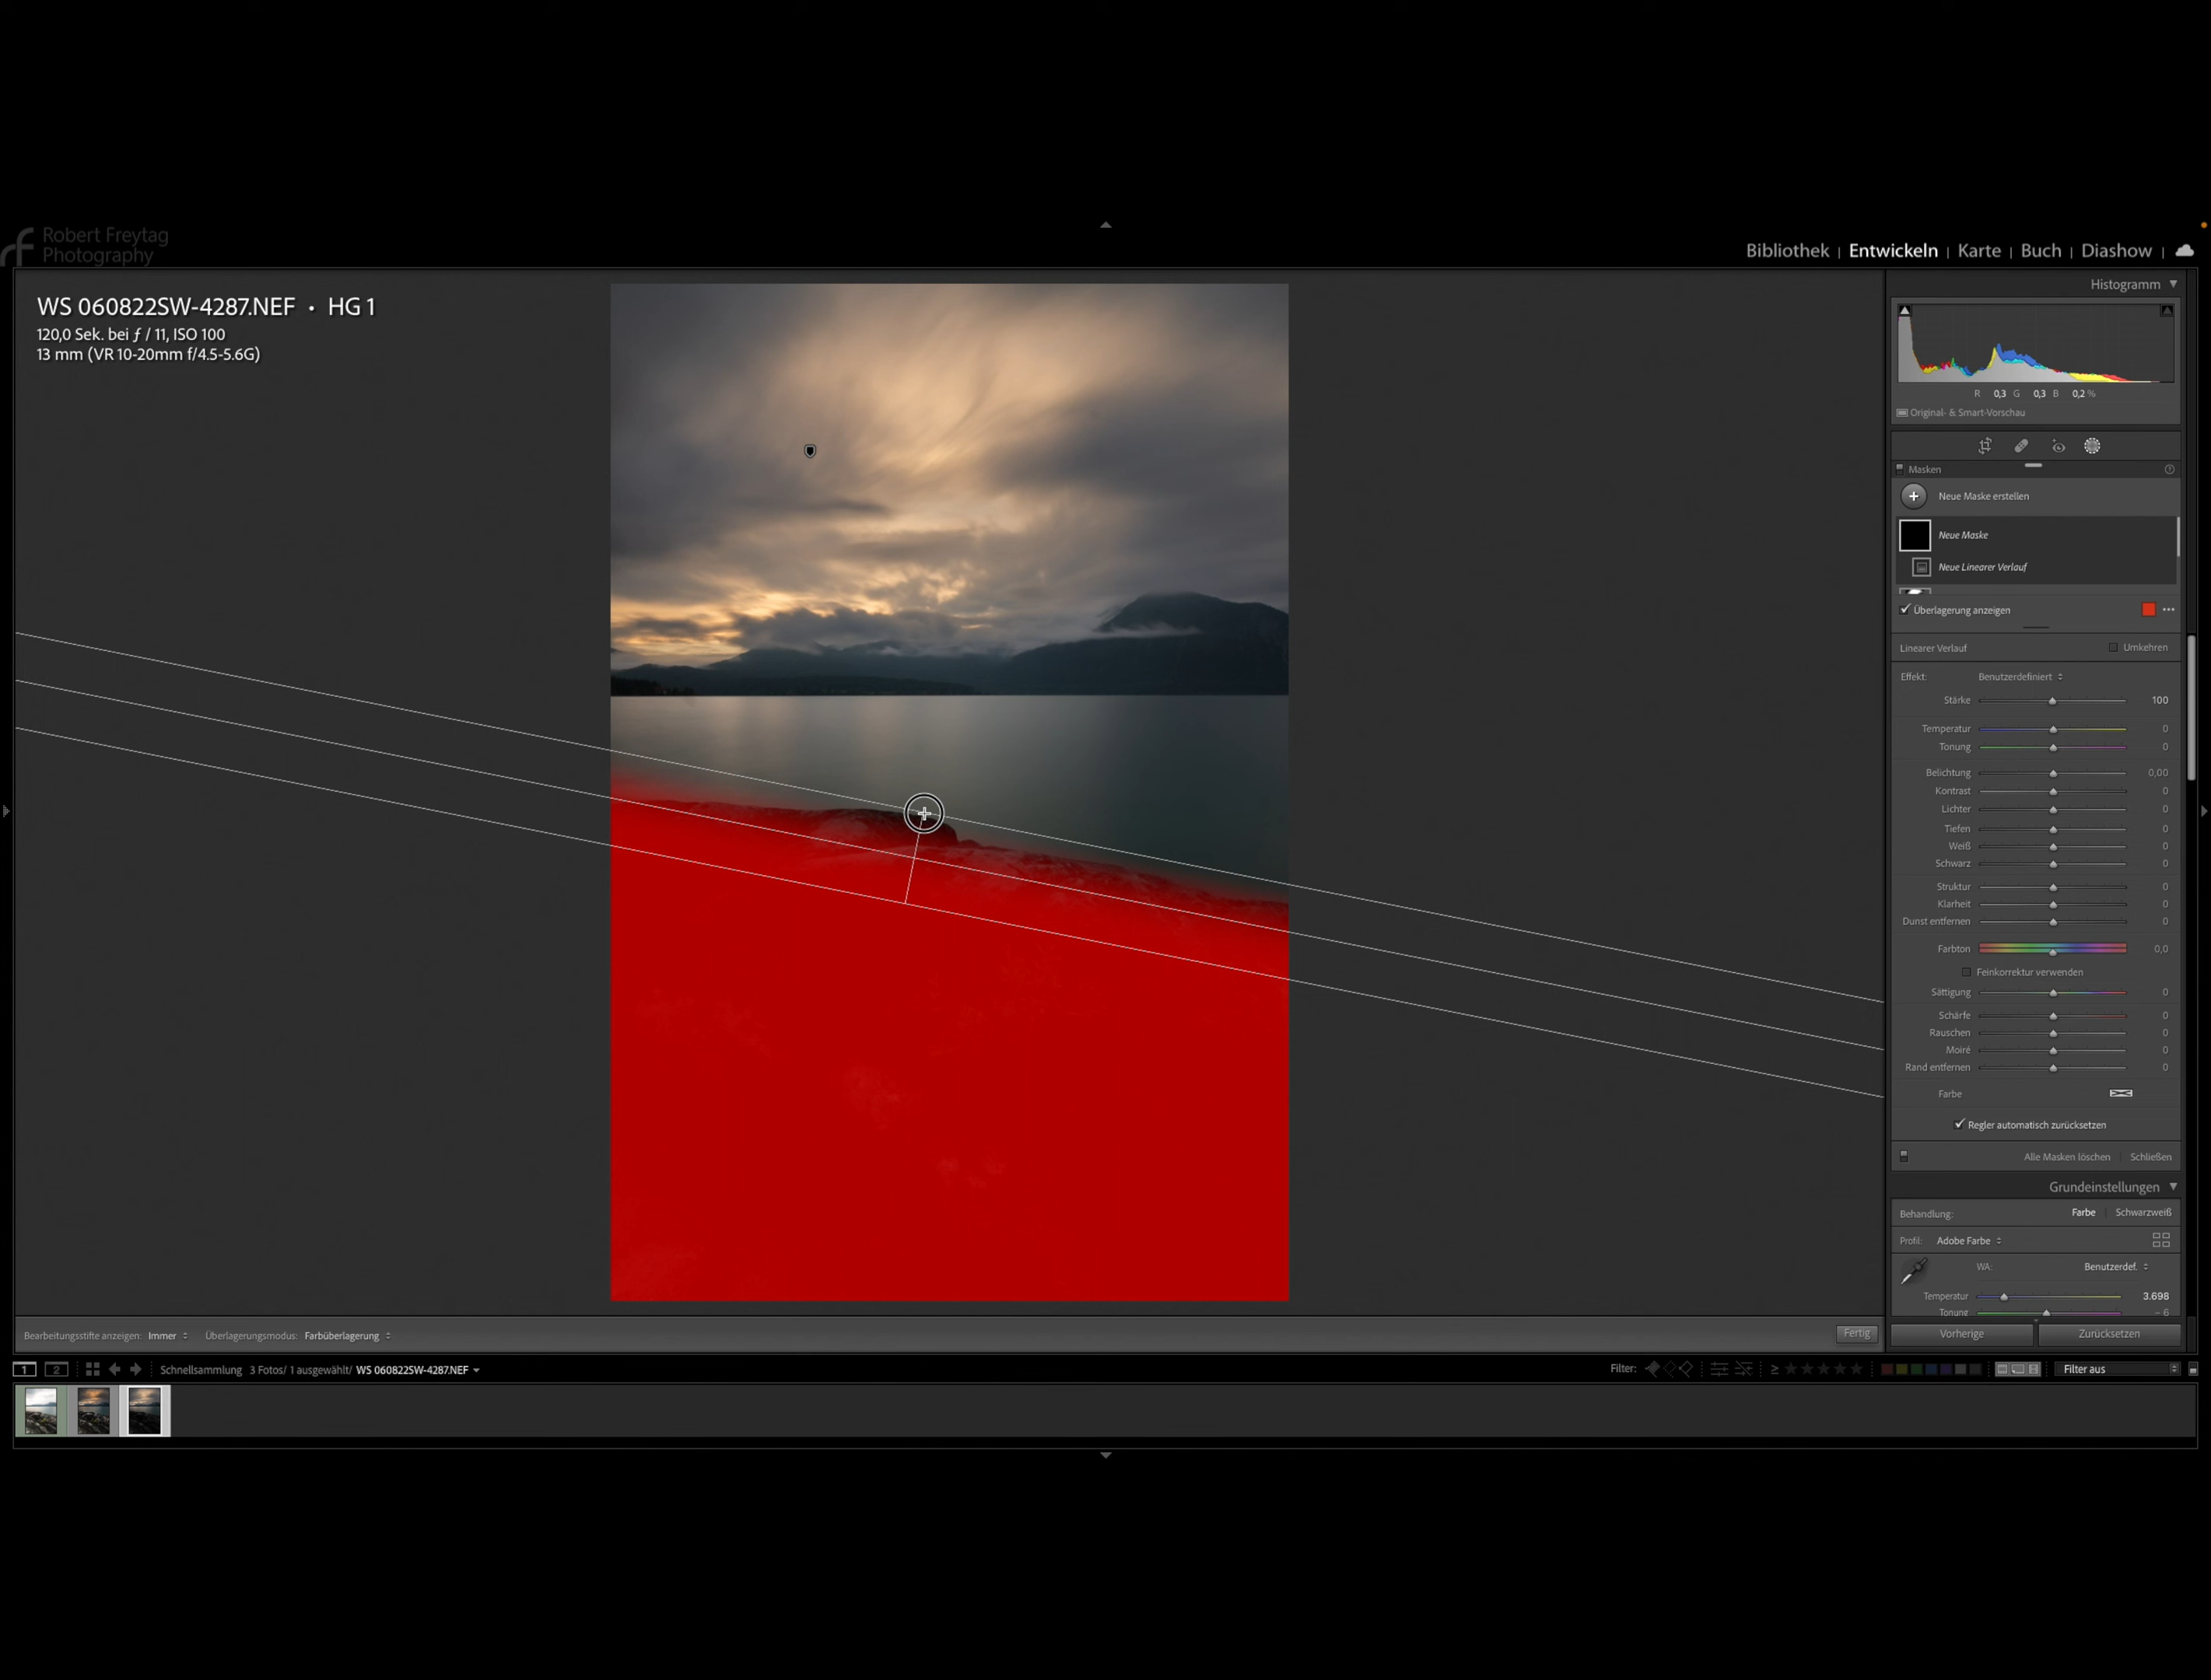 Robert Freytag
Photography
Bibliothek | Entwickeln | Karte | Buch | Diashow |
WS 060822SW-4287.NEF • HG 1
120,0 Sek. bei ƒ / 11, ISO 100
13 mm (VR 10-20mm f/4.5-5.6G)
Histogramm
R 0,3 G 0,3 B 0,2 %
Original- & Smart-Vorschau
Masken
Neue Maske erstellen
Neue Maske
Neue Linearer Verlauf
Überlagerung anzeigen
Linearer Verlauf Umkehren
Effekt: Benutzerdefiniert
Stärke 100
Temperatur 0
Tonung 0
Belichtung 0,00
Kontrast 0
Lichter 0
Tiefen 0
Weiß 0
Schwarz 0
Struktur 0
Klarheit 0
Dunst entfernen 0
Farbton 0,0
Feinkorrektur verwenden
Sättigung 0
Schärfe 0
Rauschen 0
Moiré 0
Rand entfernen 0
Farbe
Regler automatisch zurücksetzen
Alle Masken löschen Schließen
Grundeinstellungen
Behandlung: Farbe Schwarzweiß
Profil: Adobe Farbe
WA: Benutzerdef.
Temperatur 3.698
Tonung – 6
Bearbeitungsstifte anzeigen: Immer Überlagerungsmodus: Farbüberlagerung Fertig
Vorherige Zurücksetzen
1 2 Schnellsammlung 3 Fotos/ 1 ausgewählt/ WS 060822SW-4287.NEF Filter: ≥ Filter aus